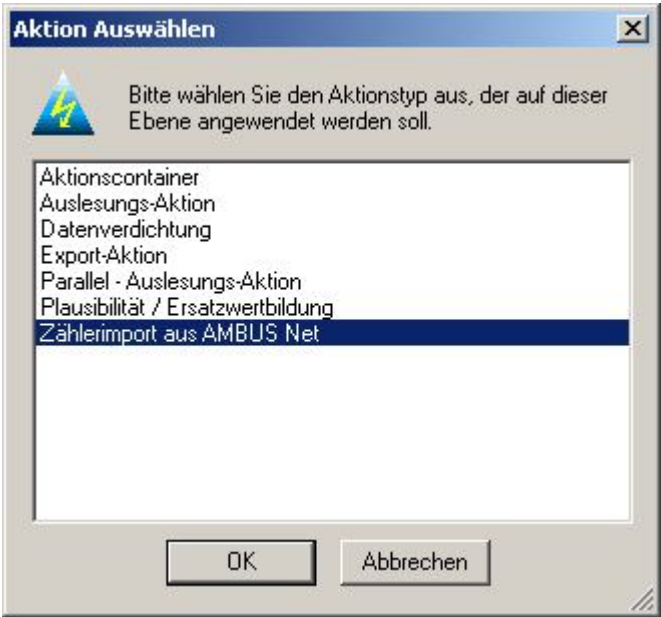 Aktion Auswählen
Bitte wählen Sie den Aktionstyp aus, der auf dieser
Ebene angewendet werden soll.
Aktionscontainer
Auslesungs-Aktion
Datenverdichtung
Export-Aktion
Parallel - Auslesungs-Aktion
Plausibilität / Ersatzwertbildung
Zählerimport aus AMBUS Net
OK Abbrechen